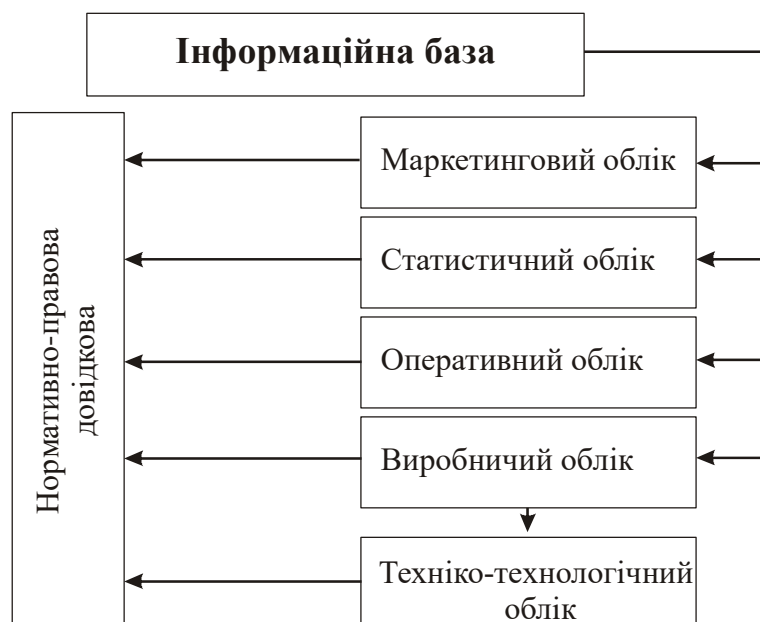 Інформаційна база
Нормативно-правова
довідкова
Маркетинговий облік
Статистичний облік
Оперативний облік
Виробничий облік
Техніко-технологічний
облік